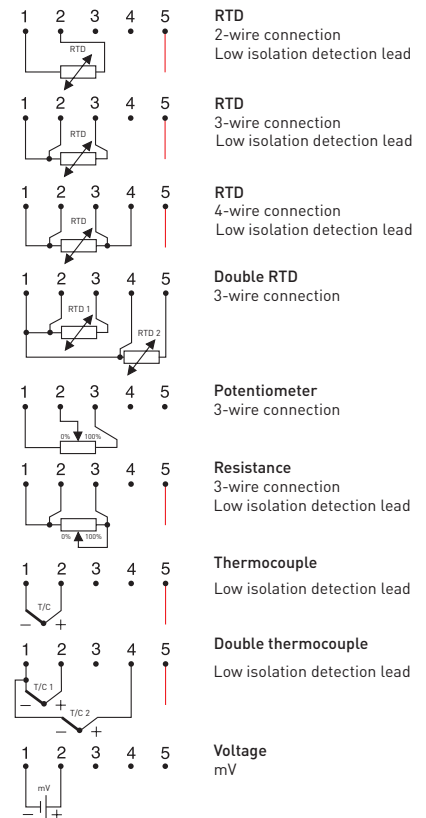 1 2 3 4 5
RTD
RTD
2-wire connection
Low isolation detection lead
1 2 3 4 5
RTD
RTD
3-wire connection
Low isolation detection lead
1 2 3 4 5
RTD
RTD
4-wire connection
Low isolation detection lead
1 2 3 4 5
RTD 1
RTD 2
Double RTD
3-wire connection
1 2 3 4 5
0% 100%
Potentiometer
3-wire connection
1 2 3 4 5
0% 100%
Resistance
3-wire connection
Low isolation detection lead
1 2 3 4 5
T/C
− +
Thermocouple
Low isolation detection lead
1 2 3 4 5
T/C 1
− +
T/C 2
− +
Double thermocouple
Low isolation detection lead
1 2 3 4 5
mV
− +
Voltage
mV